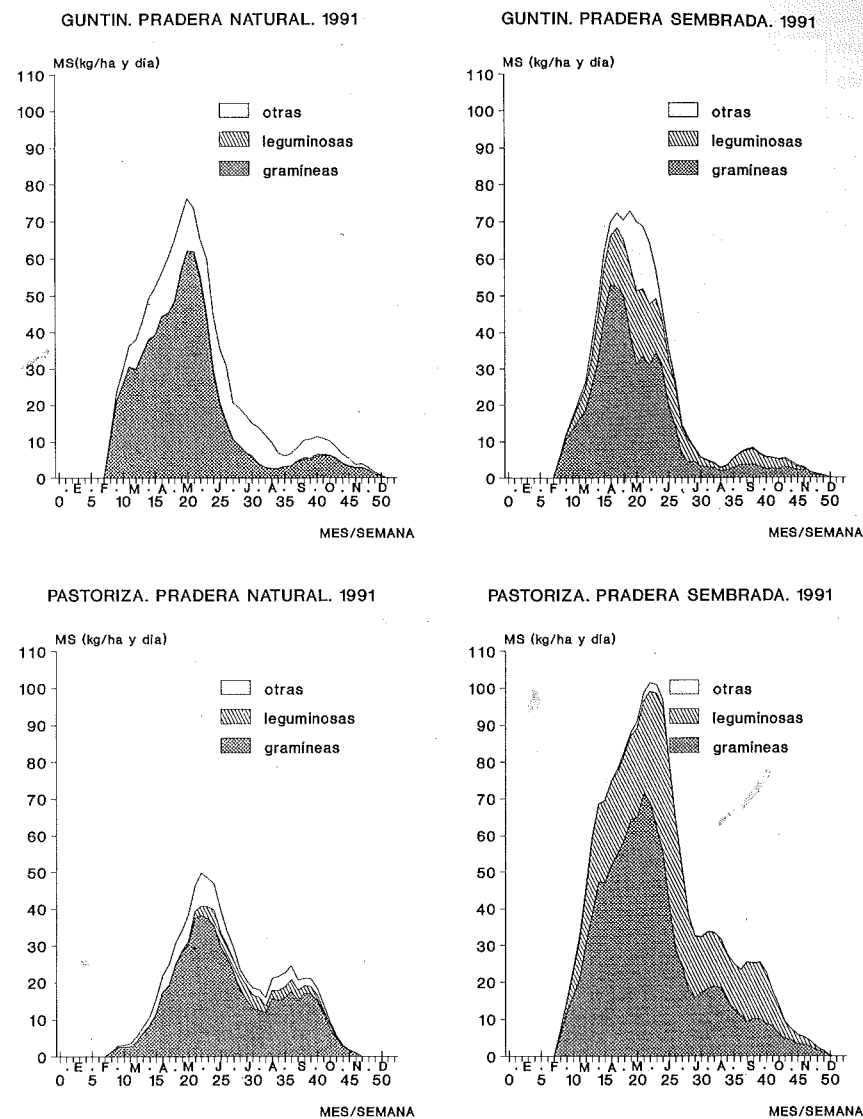 GUNTIN. PRADERA NATURAL. 1991
MS(kg/ha y día)
110
100
90
80
70
60
50
40
30
20
10
0
otras
leguminosas
gramíneas
. E . F . M . A . M . J . J . A . S . O . N . D
0 5 10 15 20 25 30 35 40 45 50
MES/SEMANA
GUNTIN. PRADERA SEMBRADA. 1991
MS (kg/ha y día)
110
100
90
80
70
60
50
40
30
20
10
0
otras
leguminosas
gramíneas
. E . F . M . A . M . J . J . A . S . O . N . D
0 5 10 15 20 25 30 35 40 45 50
MES/SEMANA
PASTORIZA. PRADERA NATURAL. 1991
MS (kg/ha y día)
110
100
90
80
70
60
50
40
30
20
10
0
otras
leguminosas
gramíneas
. E . F . M . A . M . J . J . A . S . O . N . D
0 5 10 15 20 25 30 35 40 45 50
MES/SEMANA
PASTORIZA. PRADERA SEMBRADA. 1991
MS (kg/ha y día)
110
100
90
80
70
60
50
40
30
20
10
0
otras
leguminosas
gramíneas
. E . F . M . A . M . J . J . A . S . O . N . D
0 5 10 15 20 25 30 35 40 45 50
MES/SEMANA